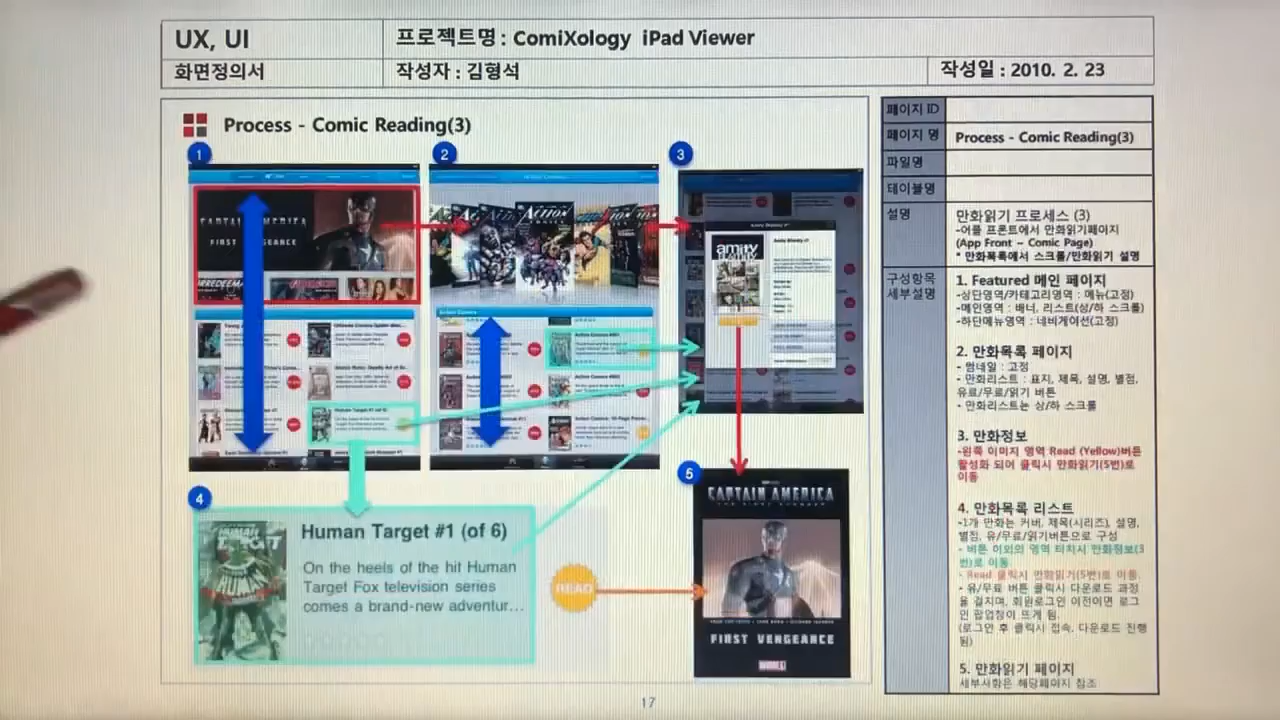 UX, UI
프로젝트명 : ComiXology iPad Viewer
화면정의서
작성자 : 김형석
작성일 : 2010. 2. 23
Process - Comic Reading(3)
1
2
3
CAPTAIN AMERICA
FIRST VENGEANCE
ACTION
amity
4
Human Target #1 (of 6)
On the heels of the hit Human
Target Fox television series
comes a brand-new adventur...
READ
5
CAPTAIN AMERICA
FIRST VENGEANCE
MARVEL
페이지 ID
페이지 명
Process - Comic Reading(3)
파일명
테이블명
설명
만화읽기 프로세스 (3)
-어플 프론트에서 만화읽기페이지
(App Front – Comic Page)
* 만화목록에서 스크롤/만화읽기 설명
구성항목
세부설명
1. Featured 메인 페이지
-상단영역/카테고리영역 : 메뉴(고정)
-메인영역 : 배너, 리스트(상/하 스크롤)
-하단메뉴영역 : 네비게이션(고정)
2. 만화목록 페이지
- 썸네일 : 고정
- 만화리스트 : 표지, 제목, 설명, 별점,
유료/무료/읽기 버튼
- 만화리스트는 상/하 스크롤
3. 만화정보
-왼쪽 이미지 영역 Read (Yellow)버튼
활성화 되어 클릭시 만화읽기(5번)로
이동
4. 만화목록 리스트
-1개 만화는 커버, 제목(시리즈), 설명,
별점, 유/무료/읽기버튼으로 구성
- 버튼 이외의 영역 터치시 만화정보(3
번)로 이동
- Read 클릭시 만화읽기(5번)로 이동.
- 유/무료 버튼 클릭시 다운로드 과정
을 걸치며, 회원로그인 이전이면 로그
인 팝업창이 뜨게 됨.
(로그인 후 클릭시 접속, 다운로드 진행
됨)
5. 만화읽기 페이지
세부사항은 해당페이지 참조
17